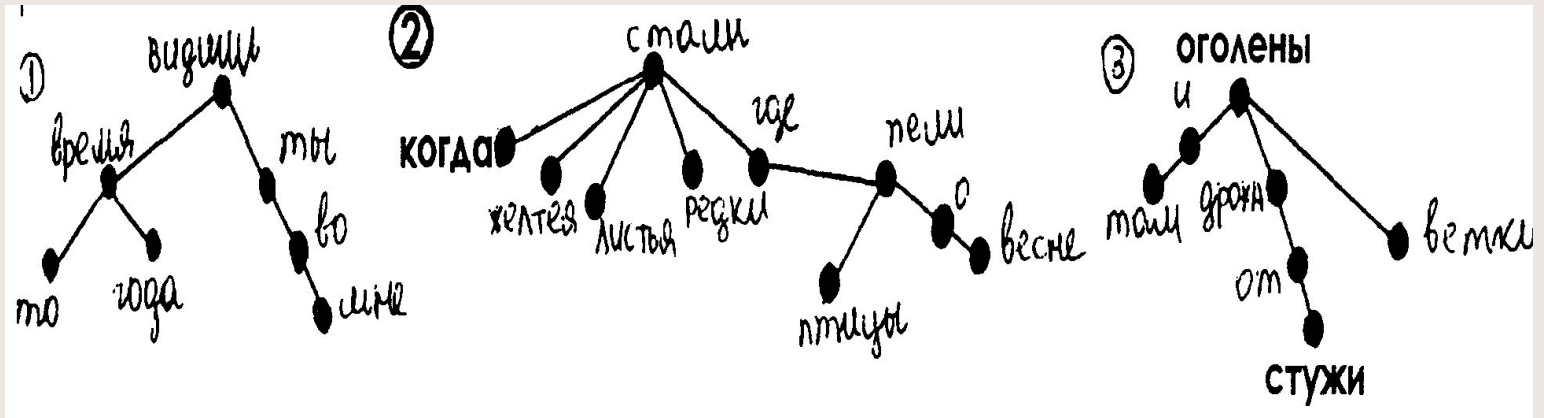 ① видишь
время
ты
то
года
во
мне
② стали
когда
желтея
листья
редки
где
пели
птицы
о
весне
③ оголены
и
там
дрожа
от
стужи
ветки